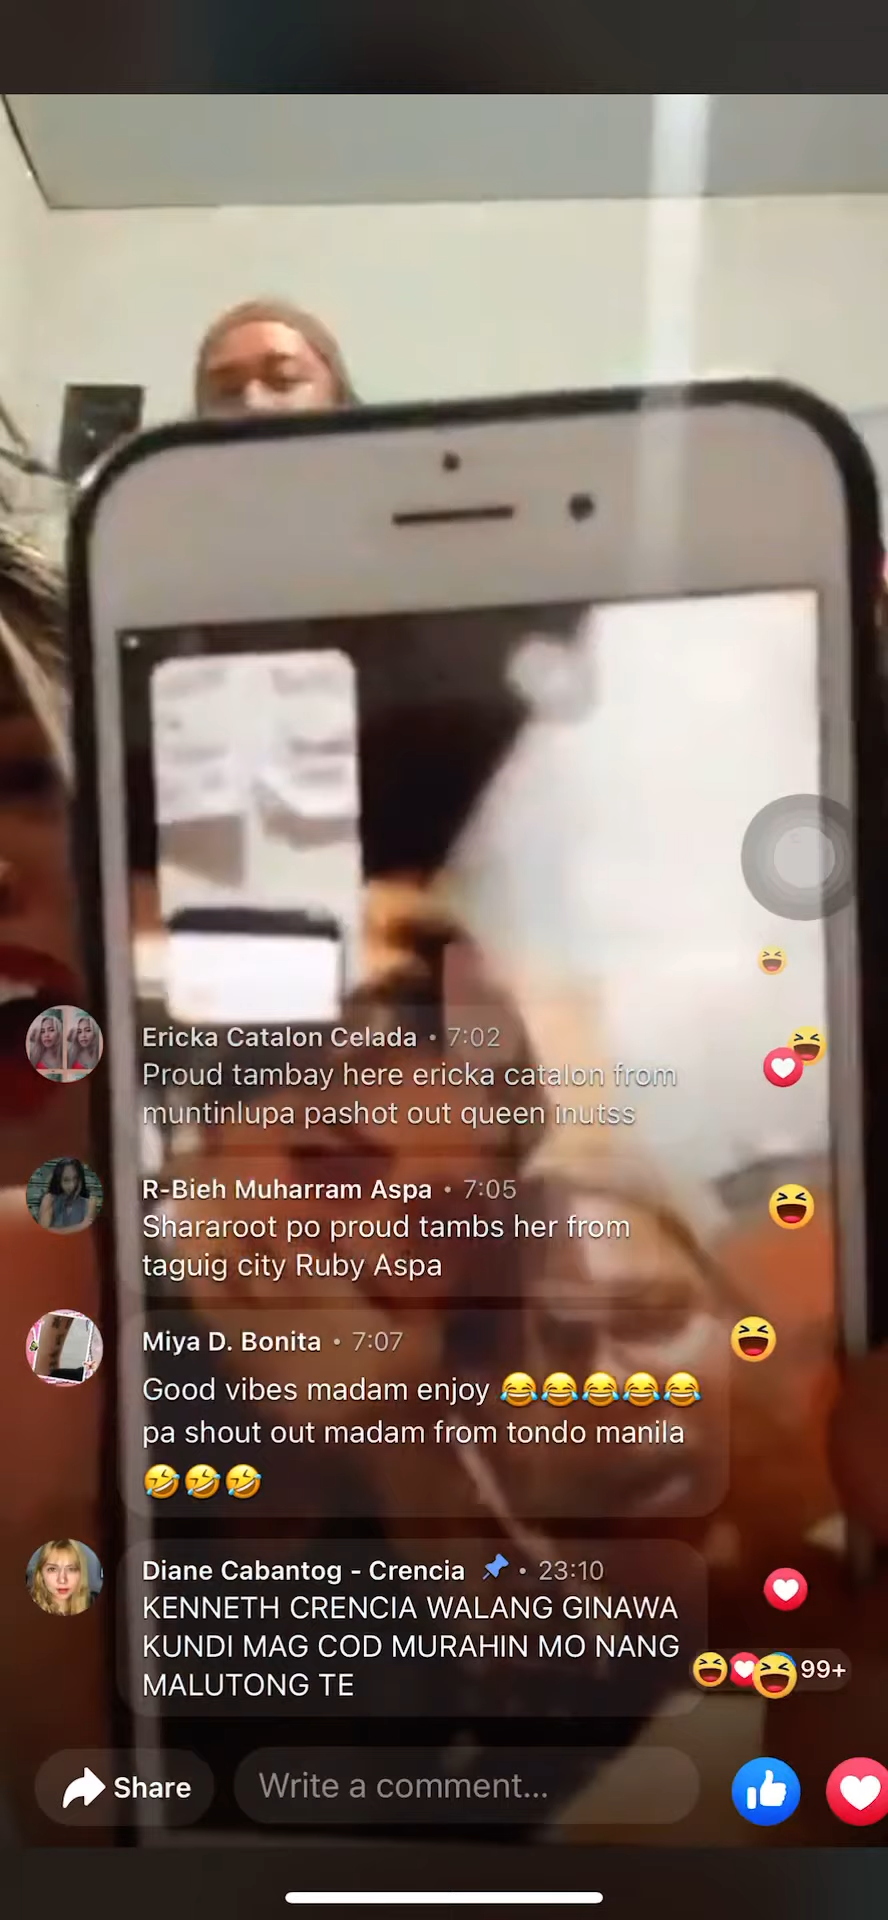 Ericka Catalon Celada • 7:02
Proud tambay here ericka catalon from
muntinlupa pashot out queen inutss
R-Bieh Muharram Aspa • 7:05
Shararoot po proud tambs her from
taguig city Ruby Aspa
Miya D. Bonita • 7:07
Good vibes madam enjoy 😂😂😂😂😂
pa shout out madam from tondo manila
🤣🤣🤣
Diane Cabantog - Crencia 📌 • 23:10
KENNETH CRENCIA WALANG GINAWA
KUNDI MAG COD MURAHIN MO NANG
MALUTONG TE
99+
Share
Write a comment...